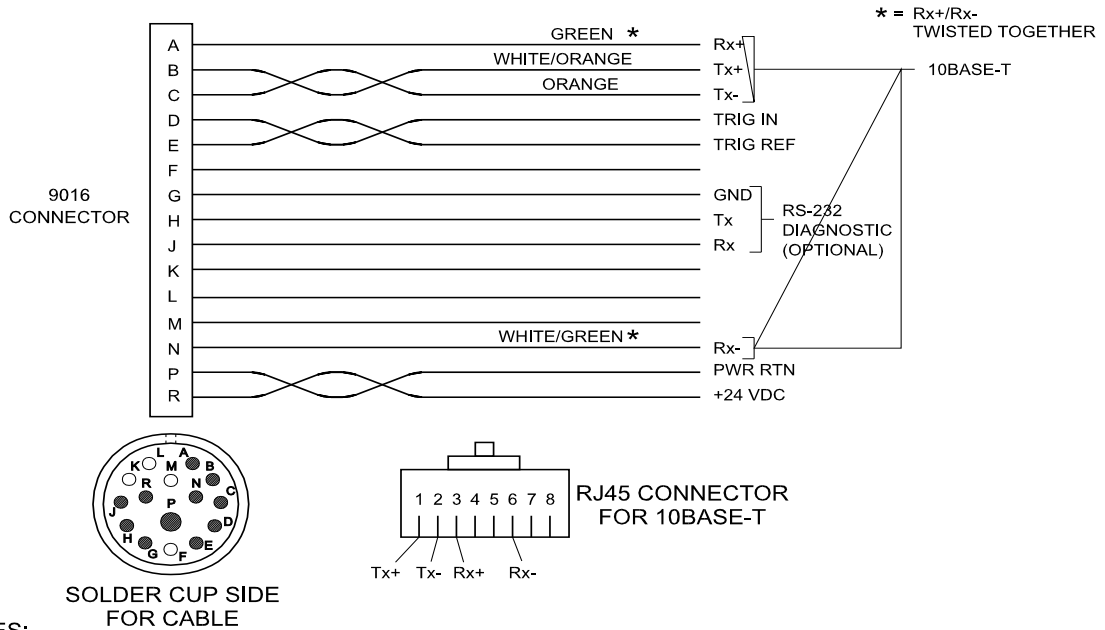 * = Rx+/Rx-
TWISTED TOGETHER
9016
CONNECTOR
A
B
C
D
E
F
G
H
J
K
L
M
N
P
R
GREEN *
WHITE/ORANGE
ORANGE
WHITE/GREEN *
Rx+
Tx+
Tx-
TRIG IN
TRIG REF
GND
Tx
Rx
Rx-
PWR RTN
+24 VDC
10BASE-T
RS-232
DIAGNOSTIC
(OPTIONAL)
L A
K M B
R N C
J P D
H G F E
SOLDER CUP SIDE
FOR CABLE
1 2 3 4 5 6 7 8
RJ45 CONNECTOR
FOR 10BASE-T
Tx+ Tx- Rx+ Rx-